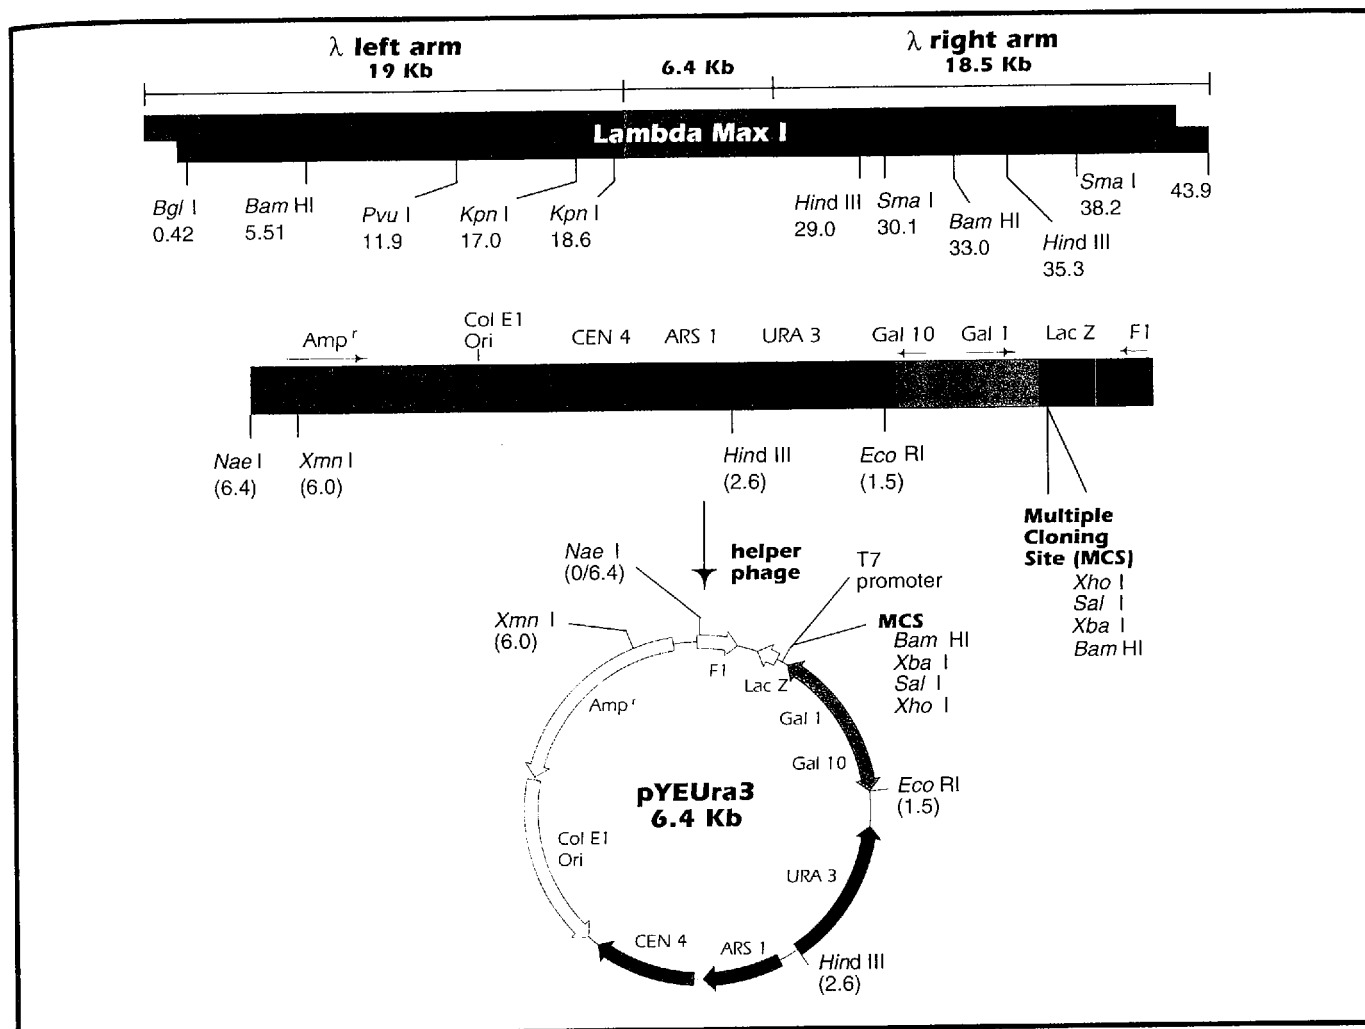 λ left arm
19 Kb
6.4 Kb
λ right arm
18.5 Kb
Lambda Max I
Bgl I
0.42
Bam HI
5.51
Pvu I
11.9
Kpn I
17.0
Kpn I
18.6
Hind III
29.0
Sma I
30.1
Bam HI
33.0
Hind III
35.3
Sma I
38.2
43.9
Amp r
Col E1
Ori
CEN 4
ARS 1
URA 3
Gal 10
Gal 1
Lac Z
F1
Nae I
(6.4)
Xmn I
(6.0)
Hind III
(2.6)
Eco RI
(1.5)
Multiple
Cloning
Site (MCS)
Xho I
Sal I
Xba I
Bam HI
helper
phage
Nae I
(0/6.4)
Xmn I
(6.0)
T7
promoter
MCS
Bam HI
Xba I
Sal I
Xho I
F1
Lac Z
Amp r
Gal 1
Gal 10
Eco RI
(1.5)
pYEUra3
6.4 Kb
Col E1
Ori
URA 3
CEN 4
ARS 1
Hind III
(2.6)